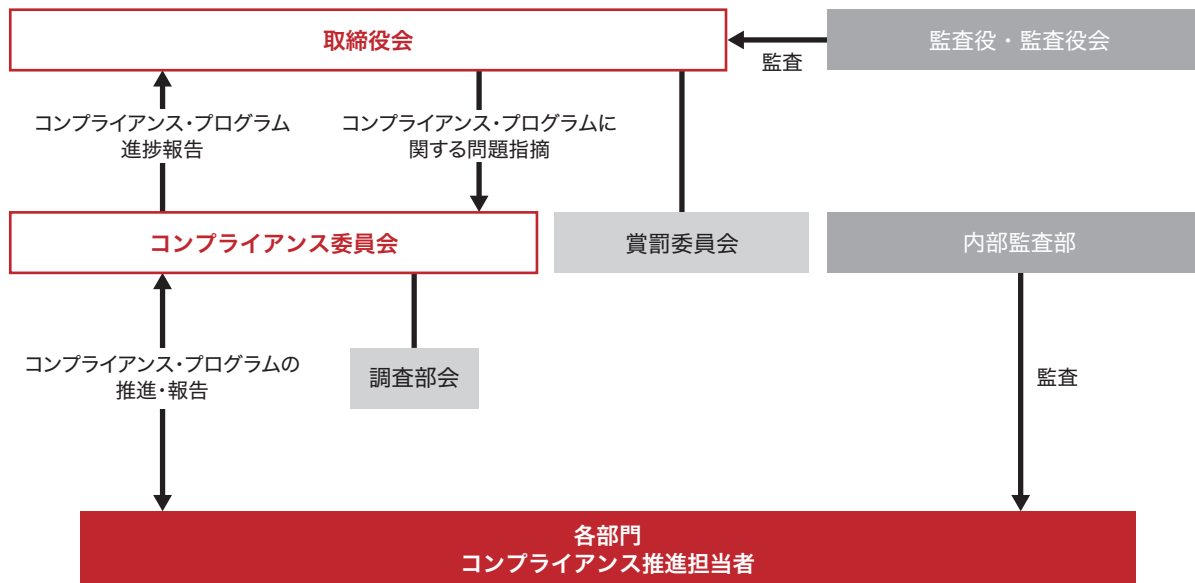 取締役会
監査役・監査役会
監査
コンプライアンス・プログラム
進捗報告
コンプライアンス・プログラムに
関する問題指摘
コンプライアンス委員会
賞罰委員会
内部監査部
コンプライアンス・プログラムの
推進・報告
調査部会
監査
各部門
コンプライアンス推進担当者